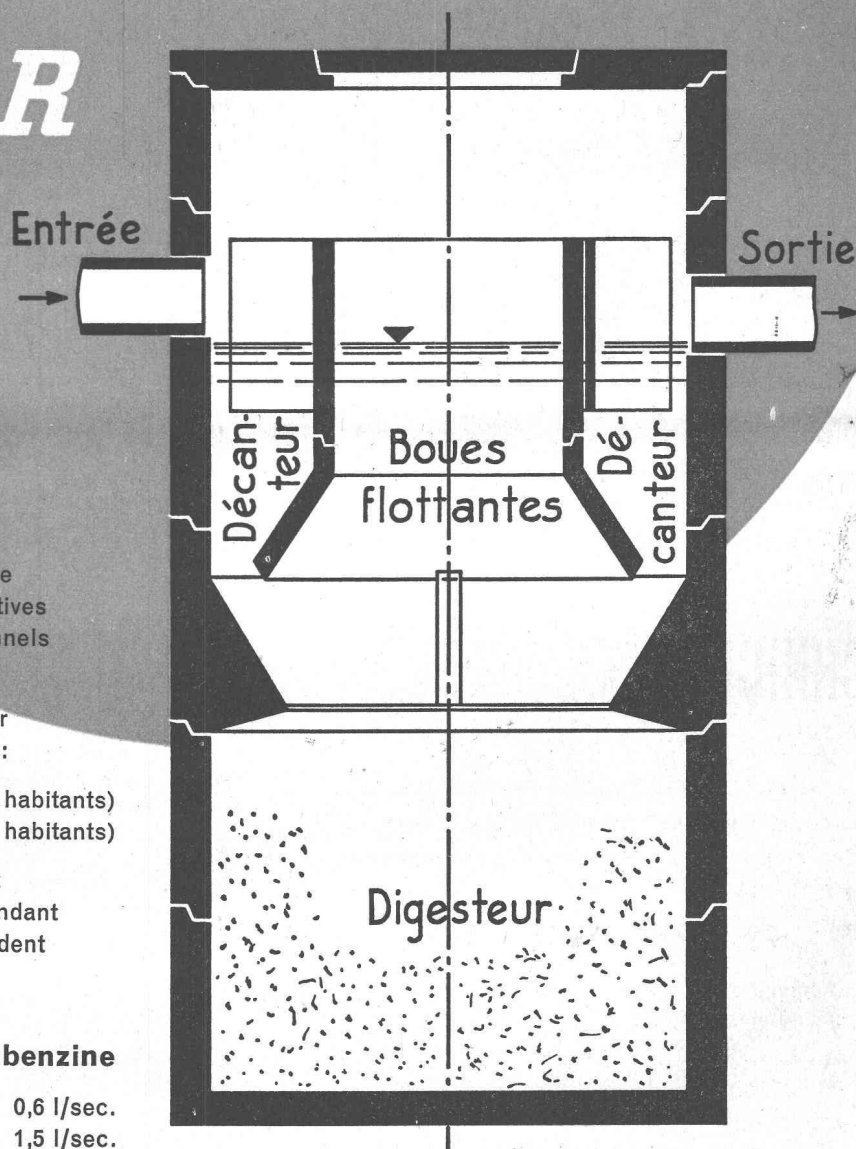 R
Entrée
Sortie
Décan-
teur
Boues
flottantes
Dé-
canteur
Digesteur
e
tives
nnels
r
:
habitants)
habitants)
:
ndant
dent
benzine
0,6 l/sec.
1,5 l/sec.